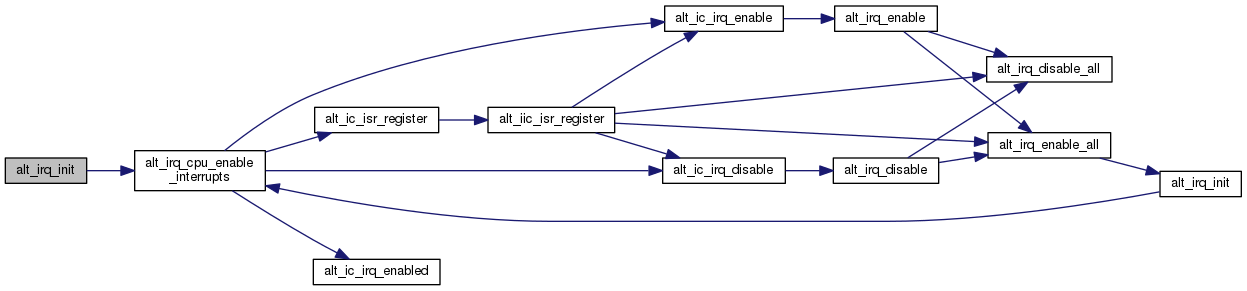 alt_ic_irq_enable
alt_irq_enable
alt_irq_disable_all
alt_ic_isr_register
alt_iic_isr_register
alt_irq_enable_all
alt_irq_init
alt_irq_cpu_enable
_interrupts
alt_ic_irq_disable
alt_irq_disable
alt_irq_init
alt_ic_irq_enabled